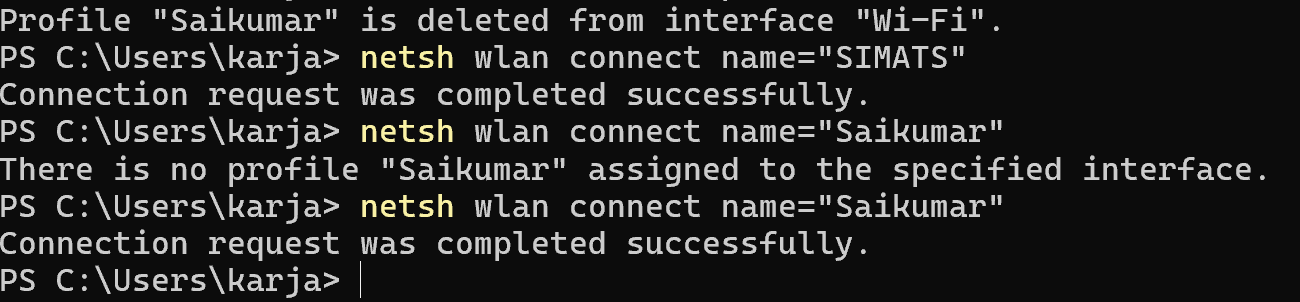 Profile "Saikumar" is deleted from interface "Wi-Fi".
PS C:\Users\karja> netsh wlan connect name="SIMATS"
Connection request was completed successfully.
PS C:\Users\karja> netsh wlan connect name="Saikumar"
There is no profile "Saikumar" assigned to the specified interface.
PS C:\Users\karja> netsh wlan connect name="Saikumar"
Connection request was completed successfully.
PS C:\Users\karja>